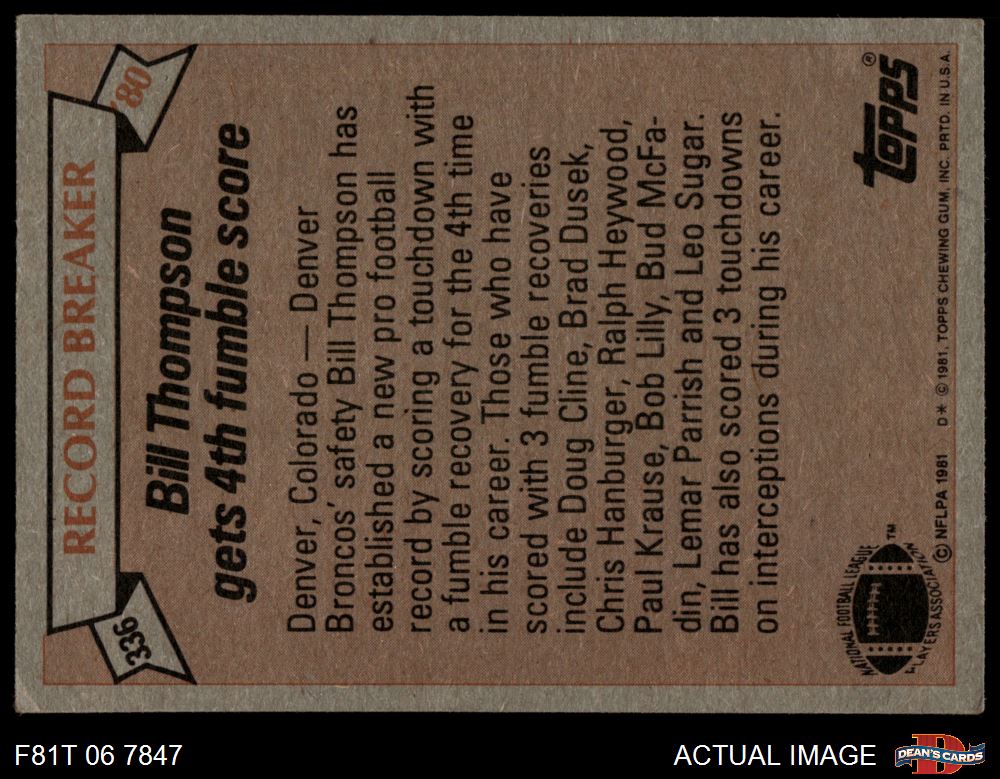 336
RECORD BREAKER
'80
Bill Thompson
gets 4th fumble score
Denver, Colorado — Denver
Broncos' safety Bill Thompson has
established a new pro football
record by scoring a touchdown with
a fumble recovery for the 4th time
in his career. Those who have
scored with 3 fumble recoveries
include Doug Cline, Brad Dusek,
Chris Hanburger, Ralph Heywood,
Paul Krause, Bob Lilly, Bud McFa-
din, Lemar Parrish and Leo Sugar.
Bill has also scored 3 touchdowns
on interceptions during his career.
NATIONAL FOOTBALL LEAGUE
PLAYERS ASSOCIATION
™
topps®
© NFLPA 1981 D* © 1981, TOPPS CHEWING GUM, INC. PRTD. IN U.S.A.
F81T 06 7847
ACTUAL IMAGE
DEAN'S CARDS